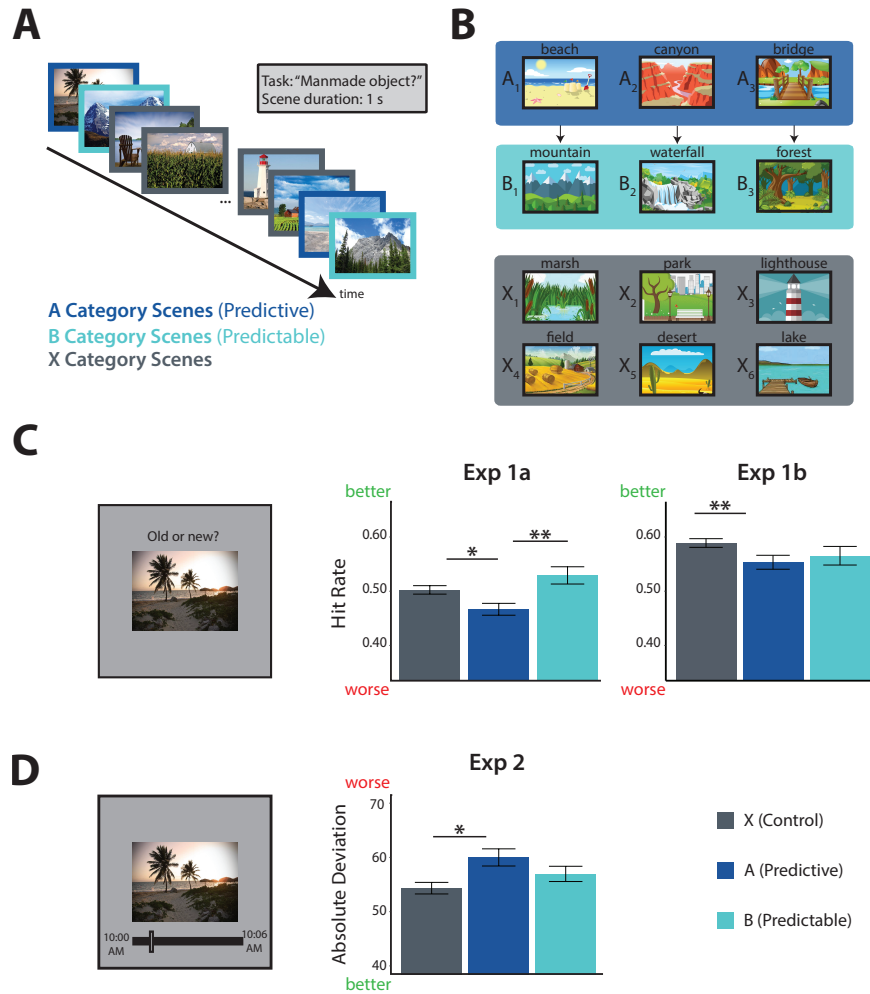 A
Task: “Manmade object?”
Scene duration: 1 s
...
time
A Category Scenes (Predictive)
B Category Scenes (Predictable)
X Category Scenes
B
beach canyon bridge
A1 A2 A3
mountain waterfall forest
B1 B2 B3
marsh park lighthouse
X1 X2 X3
field desert lake
X4 X5 X6
C
Old or new?
Exp 1a
better
0.60
0.50
0.40
Hit Rate
worse
* **
Exp 1b
better
0.60
0.50
0.40
worse
**
D
10:00
AM
10:06
AM
Exp 2
worse
70
60
50
40
Absolute Deviation
better
*
X (Control)
A (Predictive)
B (Predictable)